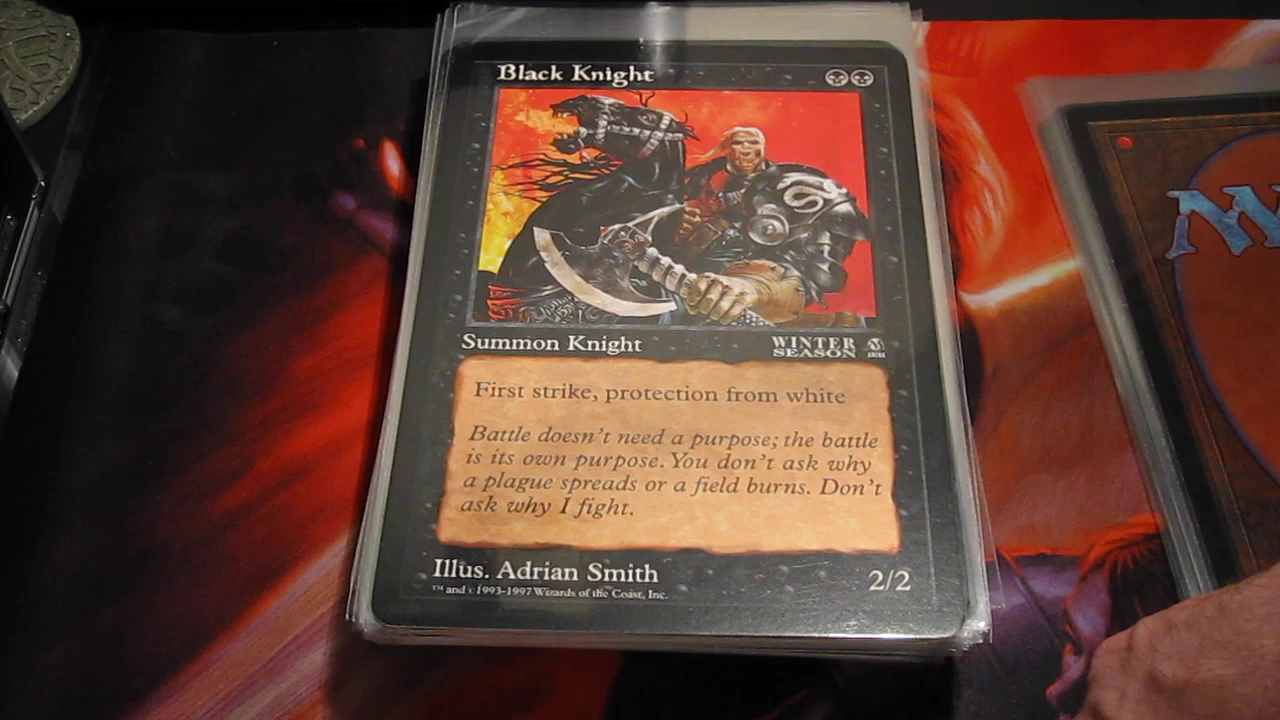 Black Knight
Summon Knight
WINTER
SEASON
ARENA
First strike, protection from white
Battle doesn't need a purpose; the battle
is its own purpose. You don't ask why
a plague spreads or a field burns. Don't
ask why I fight.
Illus. Adrian Smith
2/2
™ and © 1993-1997 Wizards of the Coast, Inc.